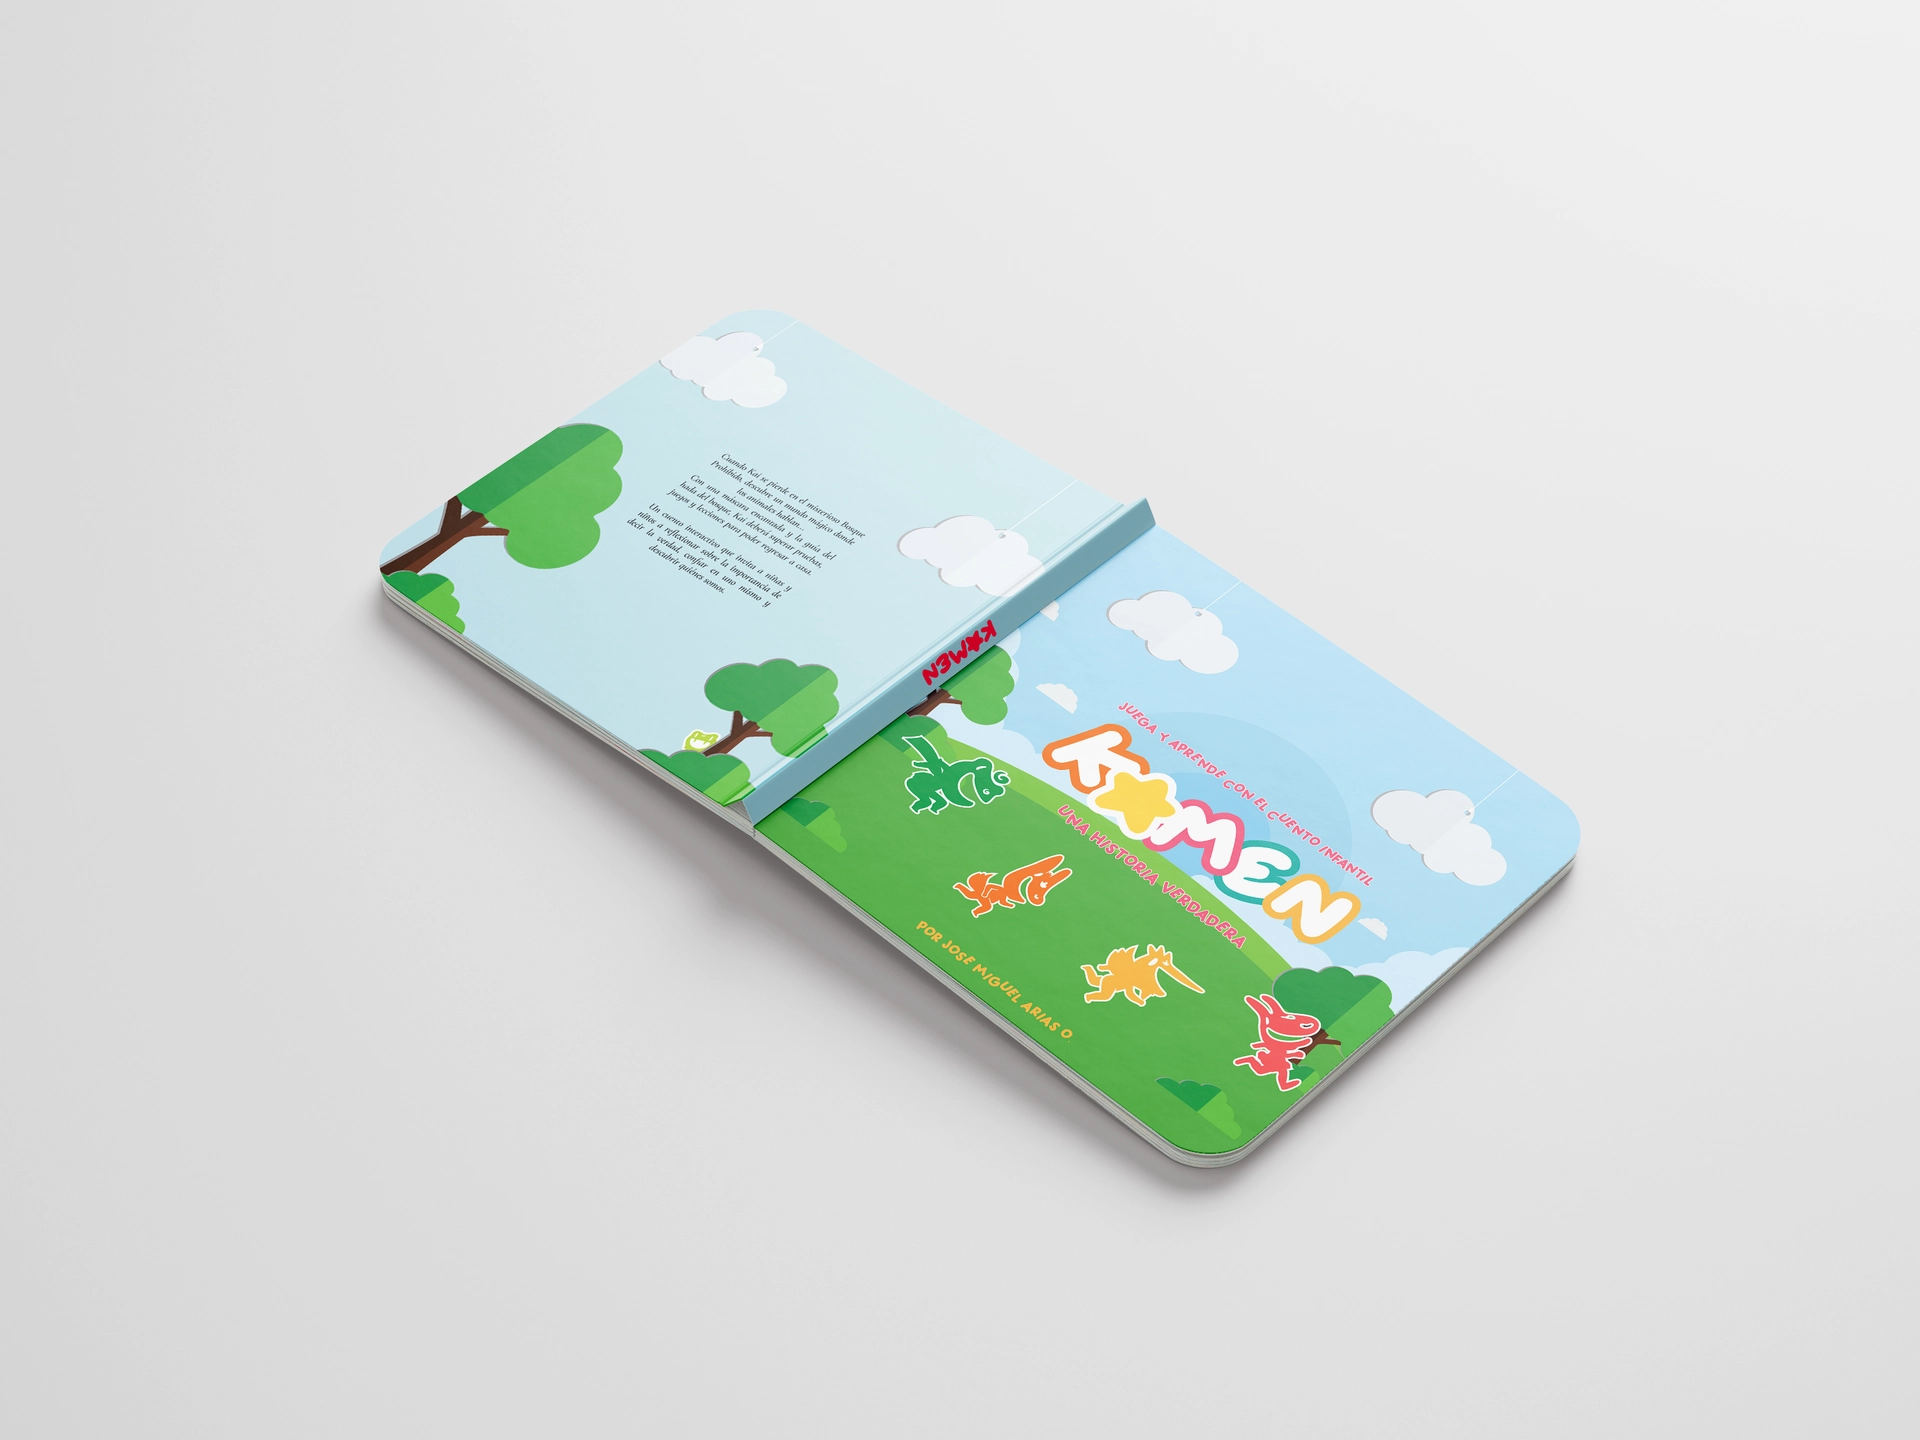 Cuando Kai se pierde en el misterioso Bosque
Prohibido, descubre un mundo mágico donde
los animales hablan...
Con una máscara encantada y la guía del
hada del bosque, Kai deberá superar pruebas,
juegos y lecciones para poder regresar a casa.
Un cuento interactivo que invita a niñas y
niños a reflexionar sobre la importancia de
decir la verdad, confiar en uno mismo y
descubrir quiénes somos.
K★MEN
JUEGA Y APRENDE CON EL CUENTO INFANTIL
K★MEN
UNA HISTORIA VERDADERA
POR JOSE MIGUEL ARIAS O